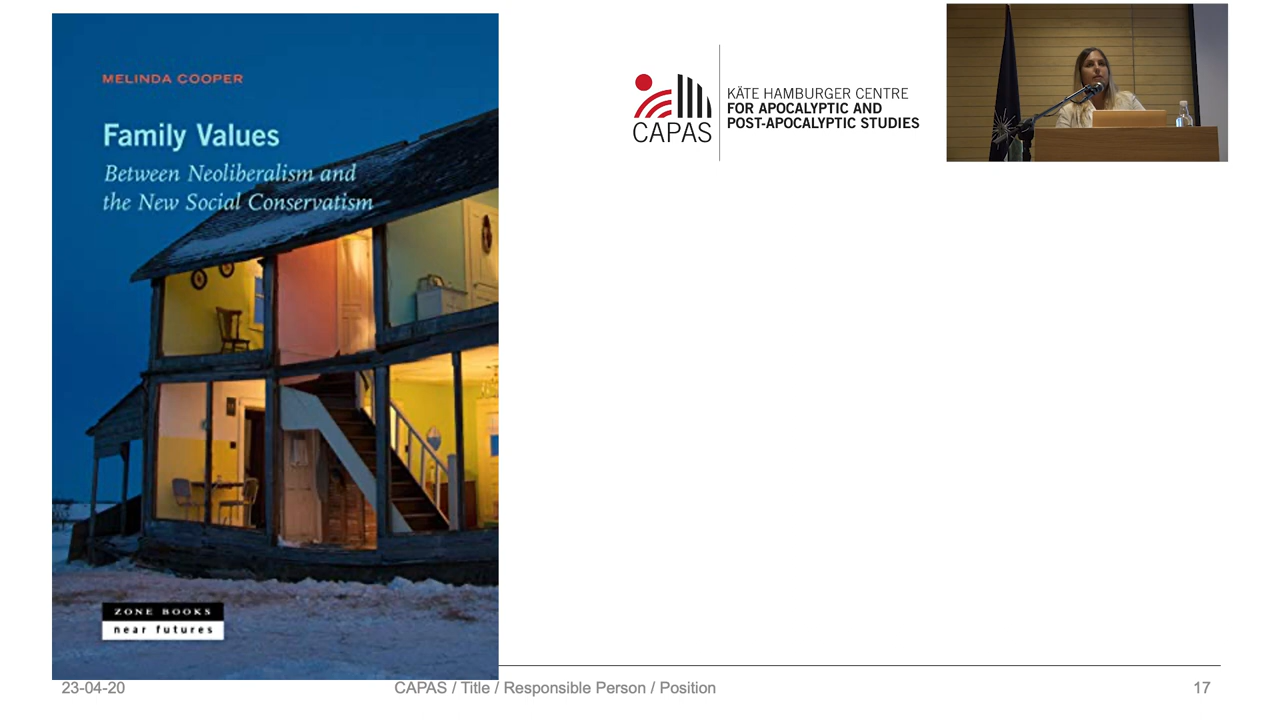 MELINDA COOPER
Family Values
Between Neoliberalism and
the New Social Conservatism
ZONE BOOKS
near futures
CAPAS
KÄTE HAMBURGER CENTRE
FOR APOCALYPTIC AND
POST-APOCALYPTIC STUDIES
23-04-20
CAPAS / Title / Responsible Person / Position
17